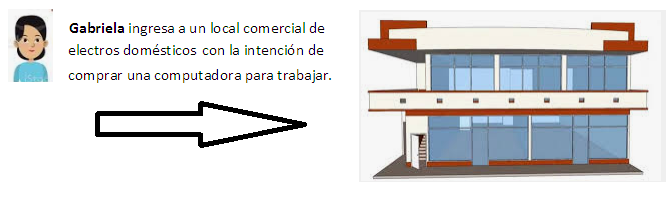 Gabriela ingresa a un local comercial de
electros domésticos con la intención de
comprar una computadora para trabajar.